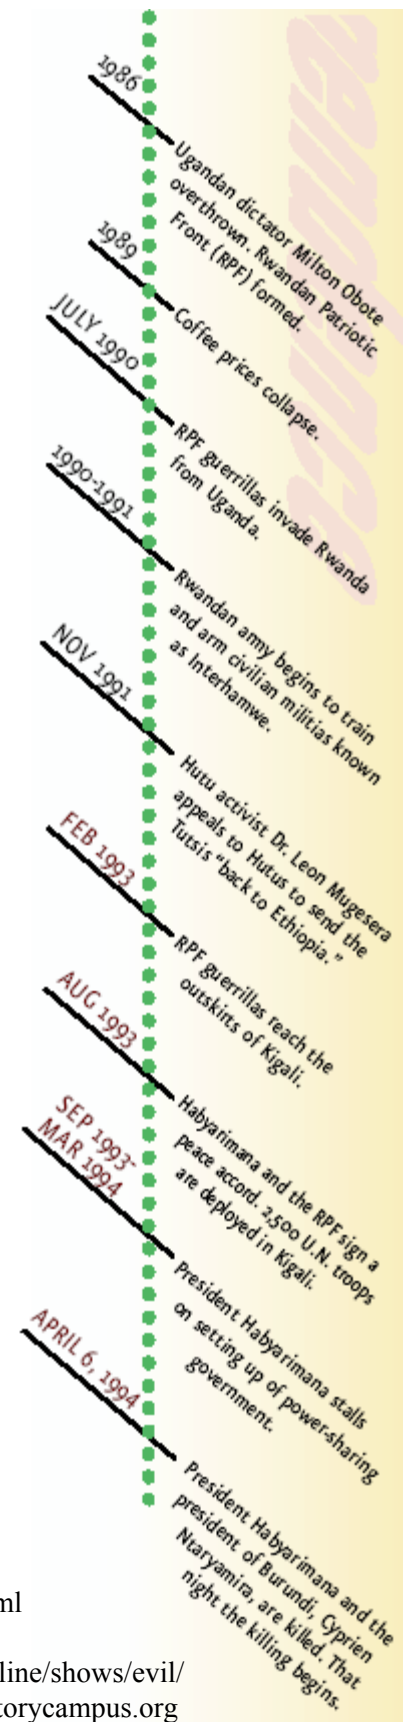 1986
Ugandan dictator Milton Obote
overthrown. Rwandan Patriotic
Front (RPF) formed.
1989
Coffee prices collapse.
JULY 1990
RPF guerrillas invade Rwanda
from Uganda.
1990-1991
Rwandan army begins to train
and arm civilian militias known
as Interhamwe.
NOV 1991
Hutu activist Dr. Leon Mugesera
appeals to Hutus to send the
Tutsis "back to Ethiopia."
FEB 1993
RPF guerrillas reach the
outskirts of Kigali.
AUG 1993
Habyarimana and the RPF sign a
peace accord. 2,500 U.N. troops
are deployed in Kigali.
SEP 1993-
MAR 1994
President Habyarimana stalls
on setting up of power-sharing
government.
APRIL 6, 1994
President Habyarimana and the
president of Burundi, Cyprien
Ntaryamira, are killed. That
night the killing begins.
ml
line/shows/evil/
torycampus.org